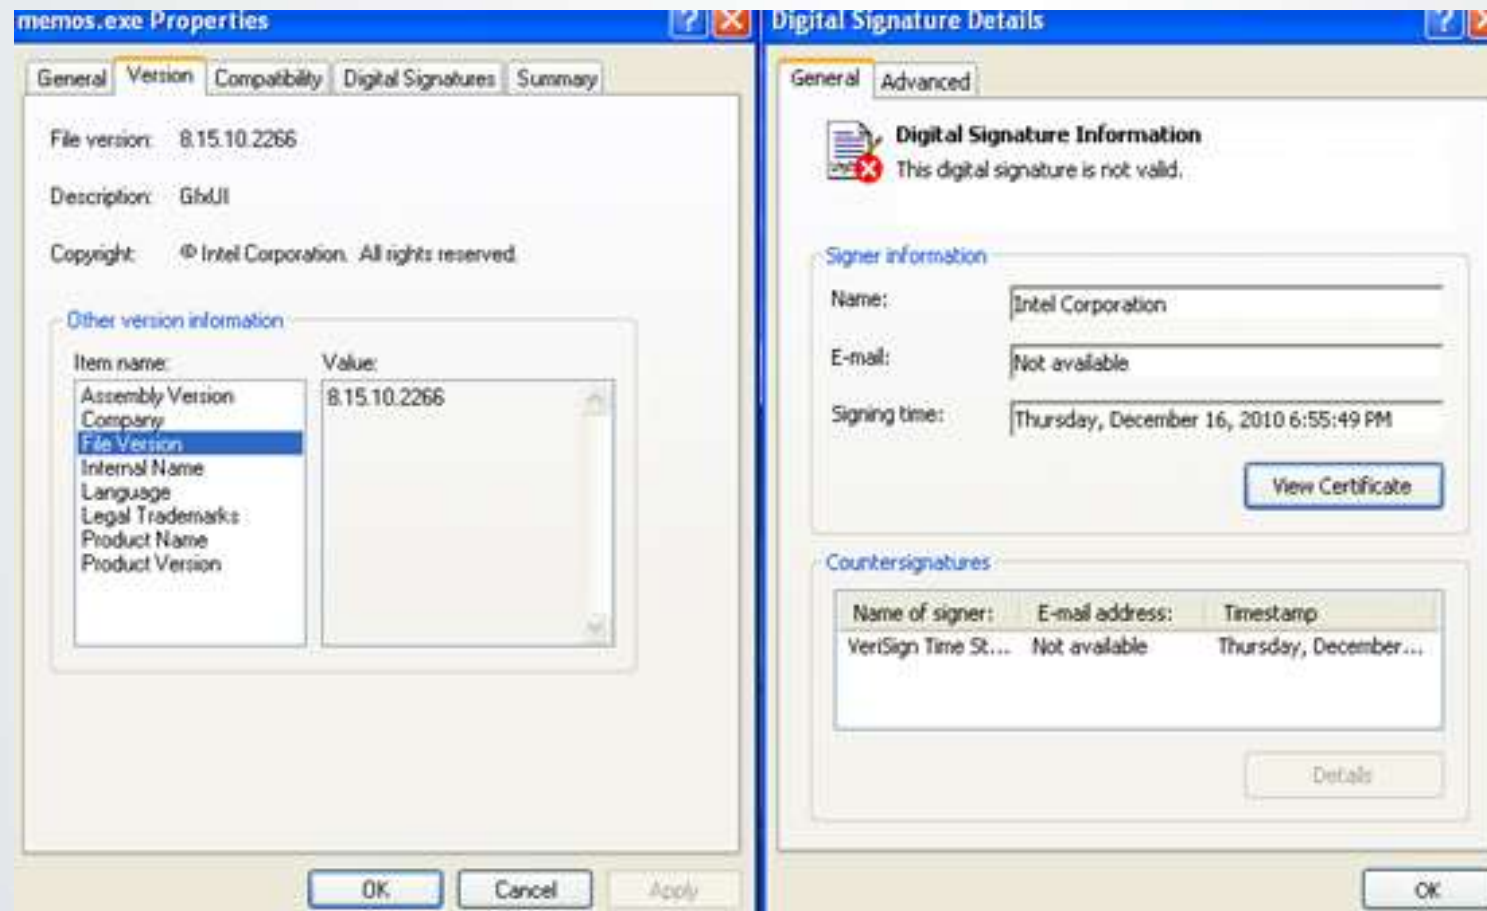 memos.exe Properties
General Version Compatibility Digital Signatures Summary
File version: 8.15.10.2266
Description: GfxUI
Copyright: © Intel Corporation. All rights reserved.
Other version information
Item name: Value:
Assembly Version 8.15.10.2266
Company
File Version
Internal Name
Language
Legal Trademarks
Product Name
Product Version
OK Cancel Apply
Digital Signature Details
General Advanced
Digital Signature Information
This digital signature is not valid.
Signer information
Name: Intel Corporation
E-mail: Not available
Signing time: Thursday, December 16, 2010 6:55:49 PM
View Certificate
Countersignatures
Name of signer: E-mail address: Timestamp
VeriSign Time St... Not available Thursday, December...
Details
OK